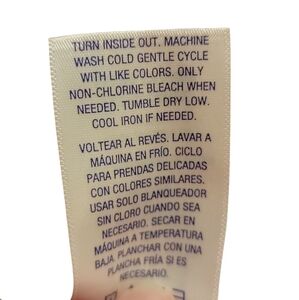 TURN INSIDE OUT. MACHINE
WASH COLD GENTLE CYCLE
WITH LIKE COLORS. ONLY
NON-CHLORINE BLEACH WHEN
NEEDED. TUMBLE DRY LOW.
COOL IRON IF NEEDED.
VOLTEAR AL REVÉS. LAVAR A
MÁQUINA EN FRÍO. CICLO
PARA PRENDAS DELICADAS
CON COLORES SIMILARES.
USAR SOLO BLANQUEADOR
SIN CLORO CUANDO SEA
NECESARIO. SECAR EN
MÁQUINA A TEMPERATURA
BAJA. PLANCHAR CON UNA
PLANCHA FRÍA SI ES
NECESARIO.